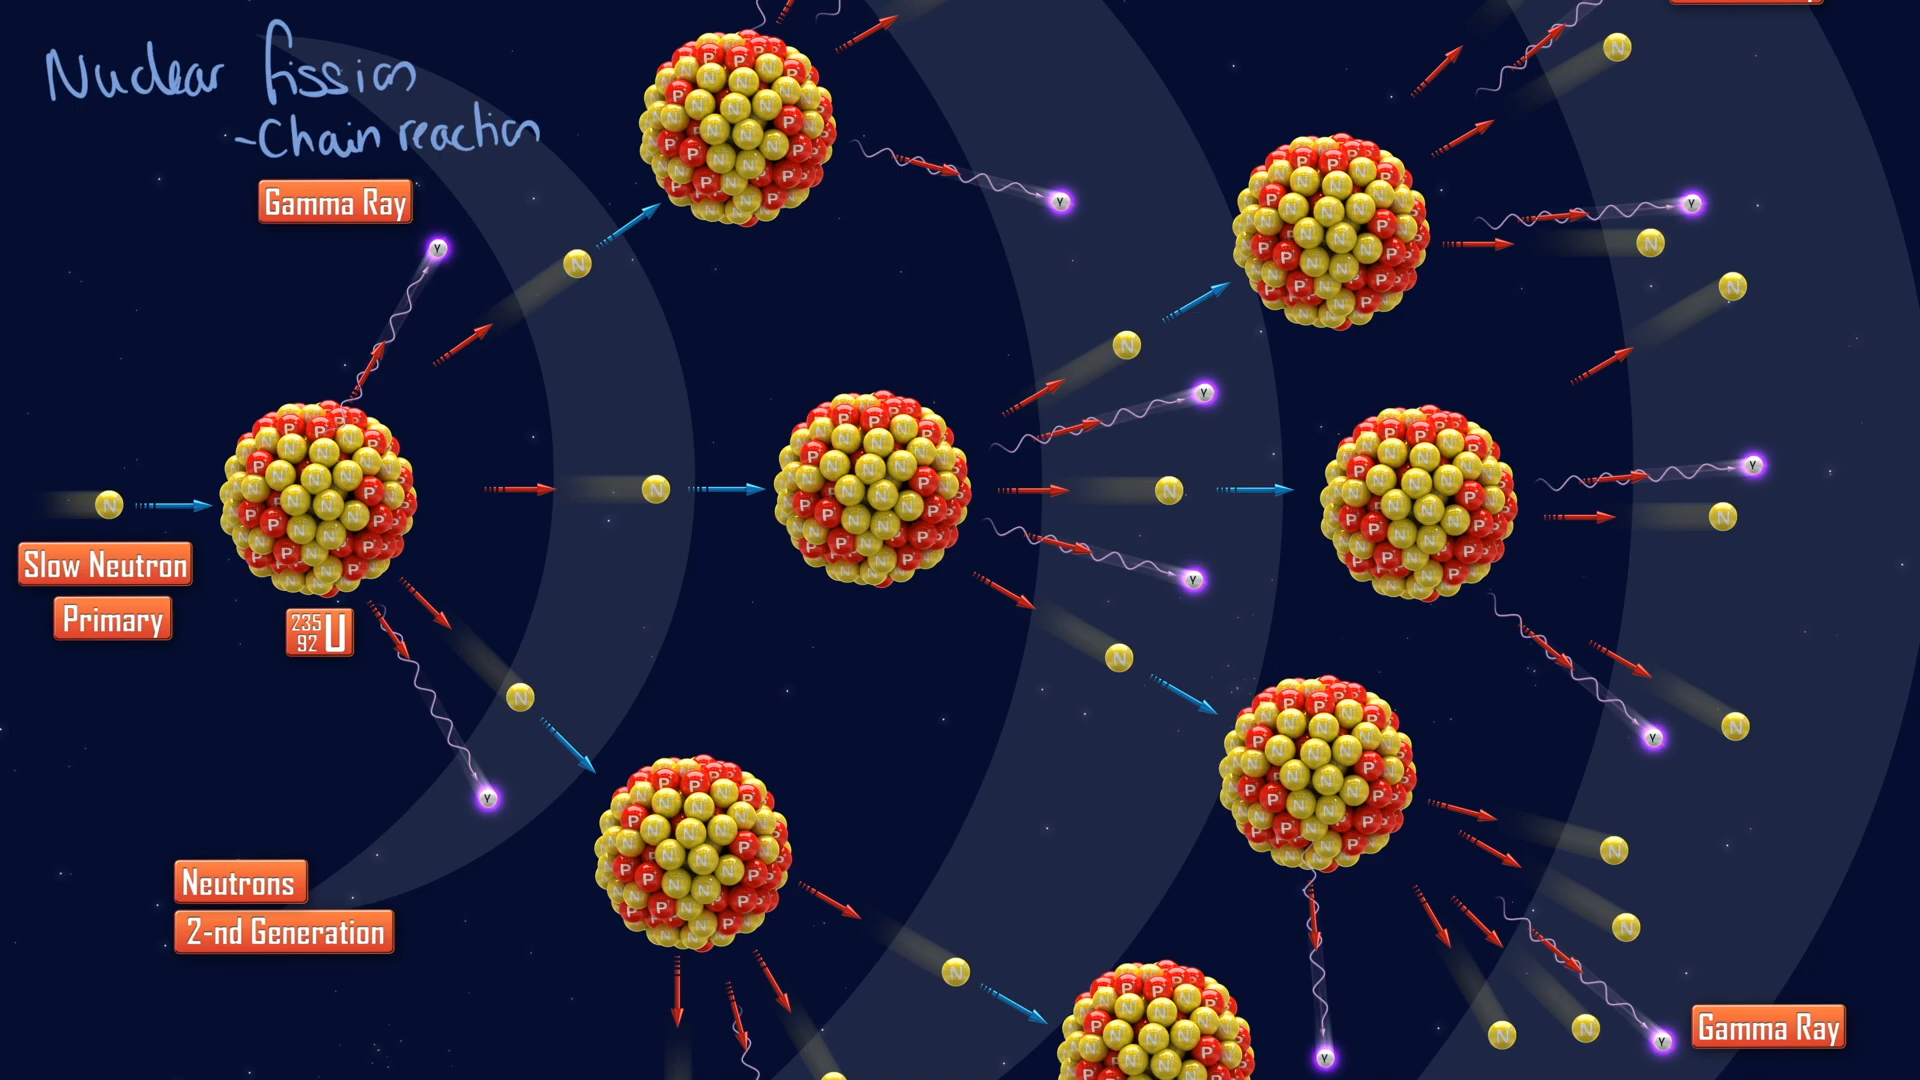 Nuclear fission
-Chain reaction
Gamma Ray
Slow Neutron
Primary
235
92 U
Neutrons
2-nd Generation
Gamma Ray